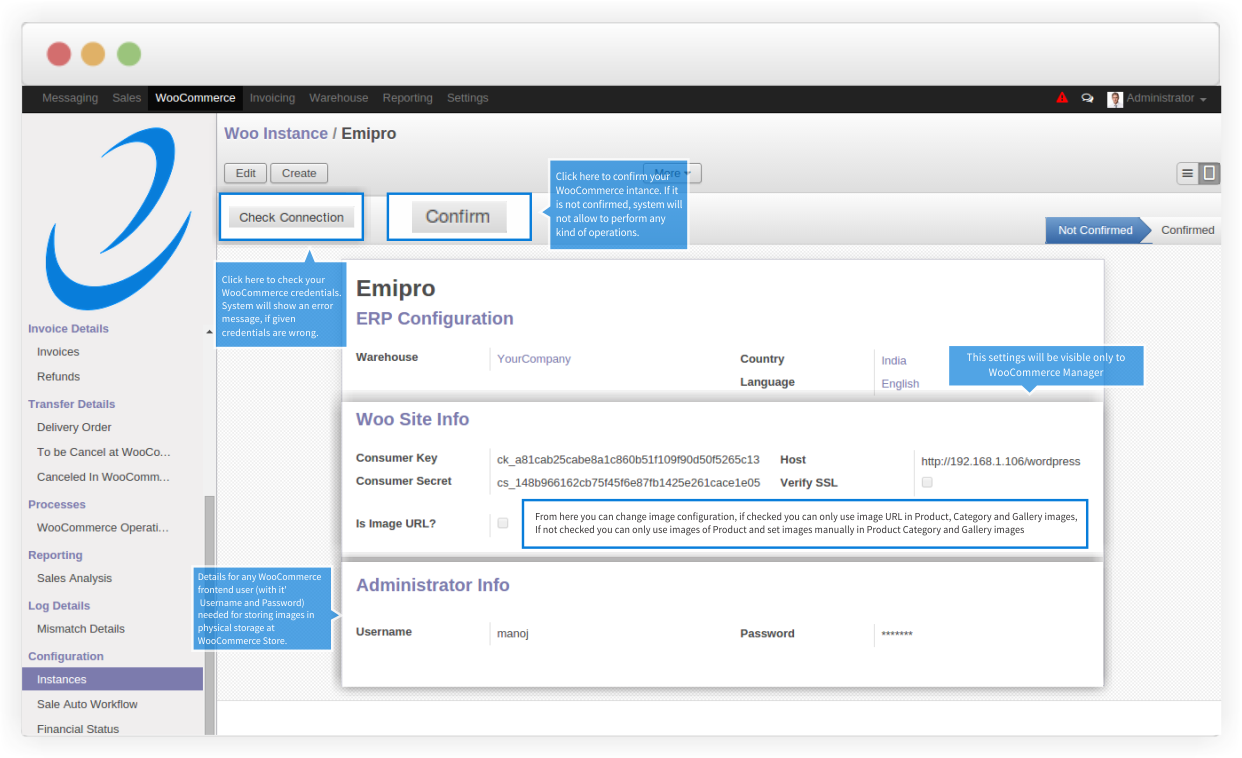 Messaging Sales WooCommerce Invoicing Warehouse Reporting Settings Administrator
Woo Instance / Emipro
Edit Create More
Click here to confirm your
WooCommerce intance. If it
is not confirmed, system will
not allow to perform any
kind of operations.
Check Connection Confirm
Not Confirmed Confirmed
Click here to check your
WooCommerce credentials.
System will show an error
message, if given
credentials are wrong.
Invoice Details
Invoices
Refunds
Transfer Details
Delivery Order
To be Cancel at WooCo...
Canceled In WooComm...
Processes
WooCommerce Operati...
Reporting
Sales Analysis
Log Details
Mismatch Details
Configuration
Instances
Sale Auto Workflow
Financial Status
Emipro
ERP Configuration
Warehouse YourCompany Country India
Language English
This settings will be visible only to
WooCommerce Manager
Woo Site Info
Consumer Key ck_a81cab25cabe8a1c860b51f109f90d50f5265c13 Host http://192.168.1.106/wordpress
Consumer Secret cs_148b966162cb75f45f6e87fb1425e261cace1e05 Verify SSL
Is Image URL?
From here you can change image configuration, if checked you can only use image URL in Product, Category and Gallery images,
If not checked you can only use images of Product and set images manually in Product Category and Gallery images
Details for any WooCommerce
frontend user (with it'
Username and Password)
needed for storing images in
physical storage at
WooCommerce Store.
Administrator Info
Username manoj Password *******